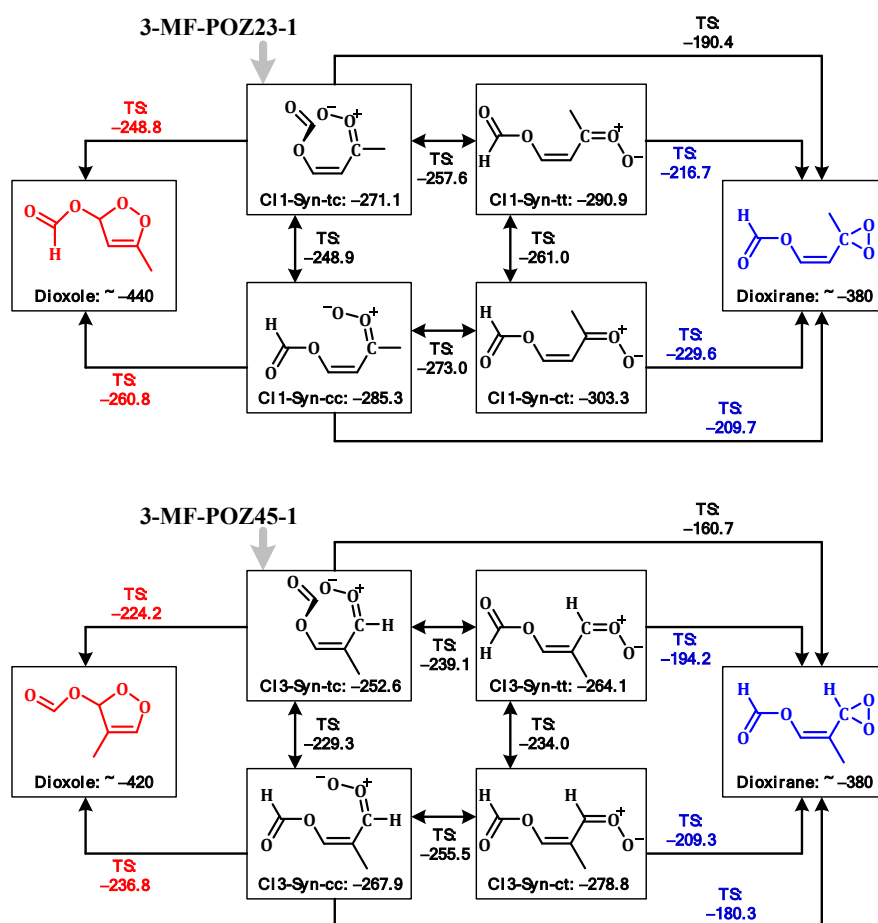 3-MF-POZ23-1
TS:
−190.4
TS:
−248.8
O O⁻ O⁺
O C
CI1-Syn-tc: −271.1
TS:
−257.6
O H O C O⁺ O⁻
CI1-Syn-tt: −290.9
TS:
−216.7
O O O O H
Dioxole: ~ −440
TS:
−248.9
TS:
−261.0
H O O C O O
Dioxirane: ~ −380
TS:
−260.8
H O O ⁻O O⁺ C
CI1-Syn-cc: −285.3
TS:
−273.0
H O O O⁺ O⁻
CI1-Syn-ct: −303.3
TS:
−229.6
TS:
−209.7
3-MF-POZ45-1
TS:
−160.7
TS:
−224.2
O O⁻ O⁺
O C H
CI3-Syn-tc: −252.6
TS:
−239.1
O H O H C O⁺ O⁻
CI3-Syn-tt: −264.1
TS:
−194.2
O O O O
Dioxole: ~ −420
TS:
−229.3
TS:
−234.0
H O O H C O O
Dioxirane: ~ −380
TS:
−236.8
H O O ⁻O O⁺ C H
CI3-Syn-cc: −267.9
TS:
−255.5
H O O H C O⁺ O⁻
CI3-Syn-ct: −278.8
TS:
−209.3
TS:
−180.3